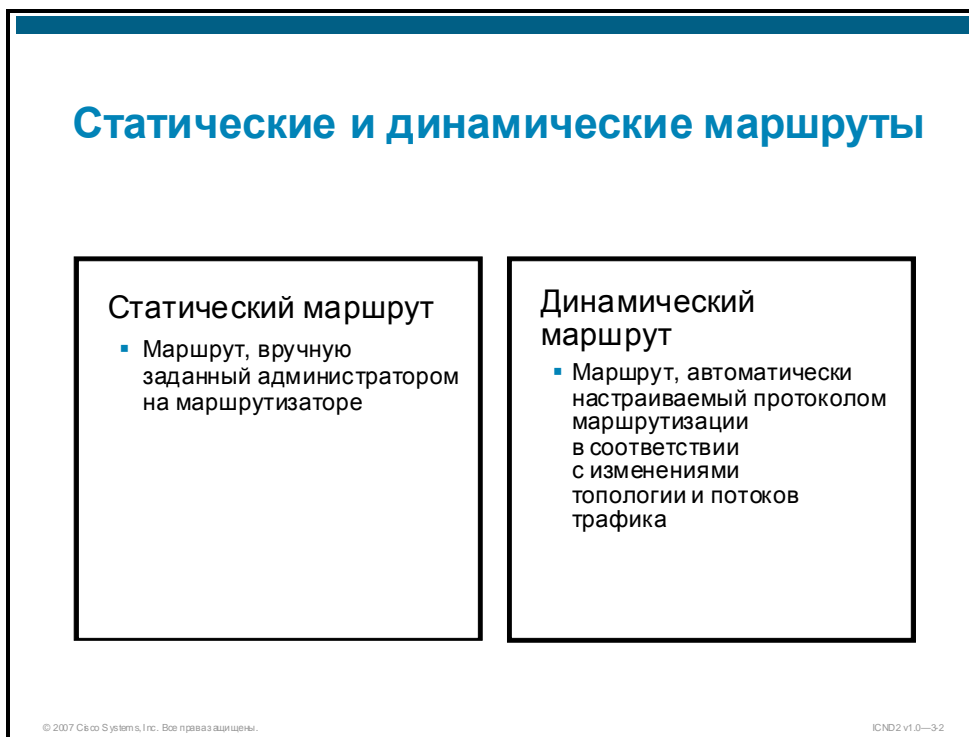 Статические и динамические маршруты
Статический маршрут
▪ Маршрут, вручную
заданный администратором
на маршрутизаторе
Динамический
маршрут
▪ Маршрут, автоматически
настраиваемый протоколом
маршрутизации
в соответствии
с изменениями
топологии и потоков
трафика
© 2007 Cisco Systems, Inc. Все права защищены.
ICND2 v1.0—3-2